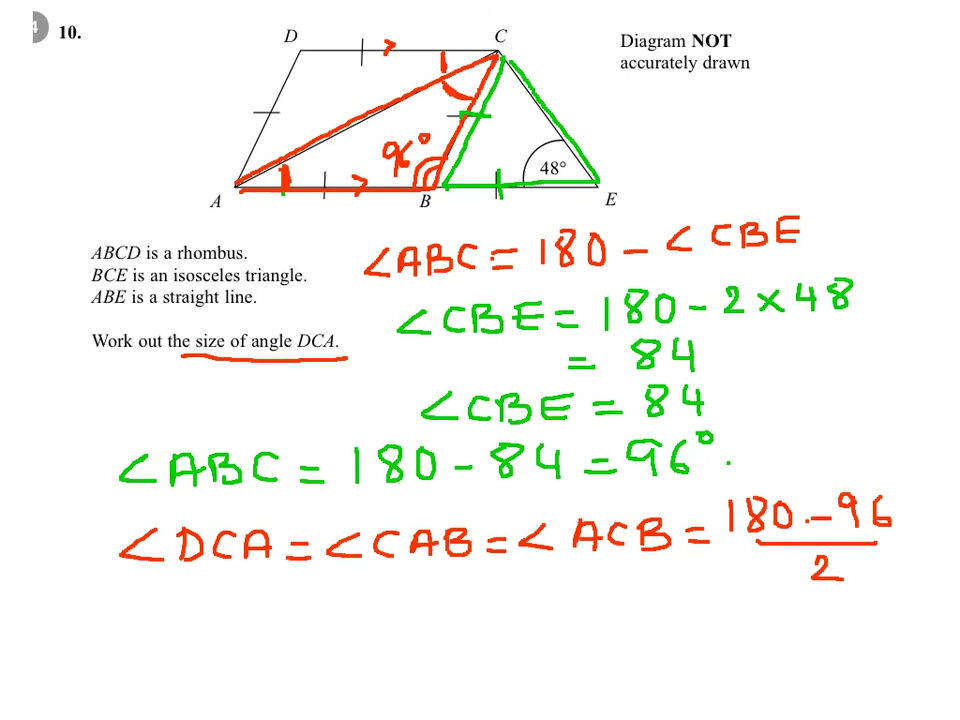 4 10.
D C
Diagram NOT
accurately drawn
96°
48°
A B E
ABCD is a rhombus.
BCE is an isosceles triangle.
ABE is a straight line.
Work out the size of angle DCA.
∠ABC = 180 - ∠CBE
∠CBE = 180 - 2 × 48
= 84
∠CBE = 84
∠ABC = 180 - 84 = 96°.
∠DCA = ∠CAB = ∠ACB = 180 - 96
2